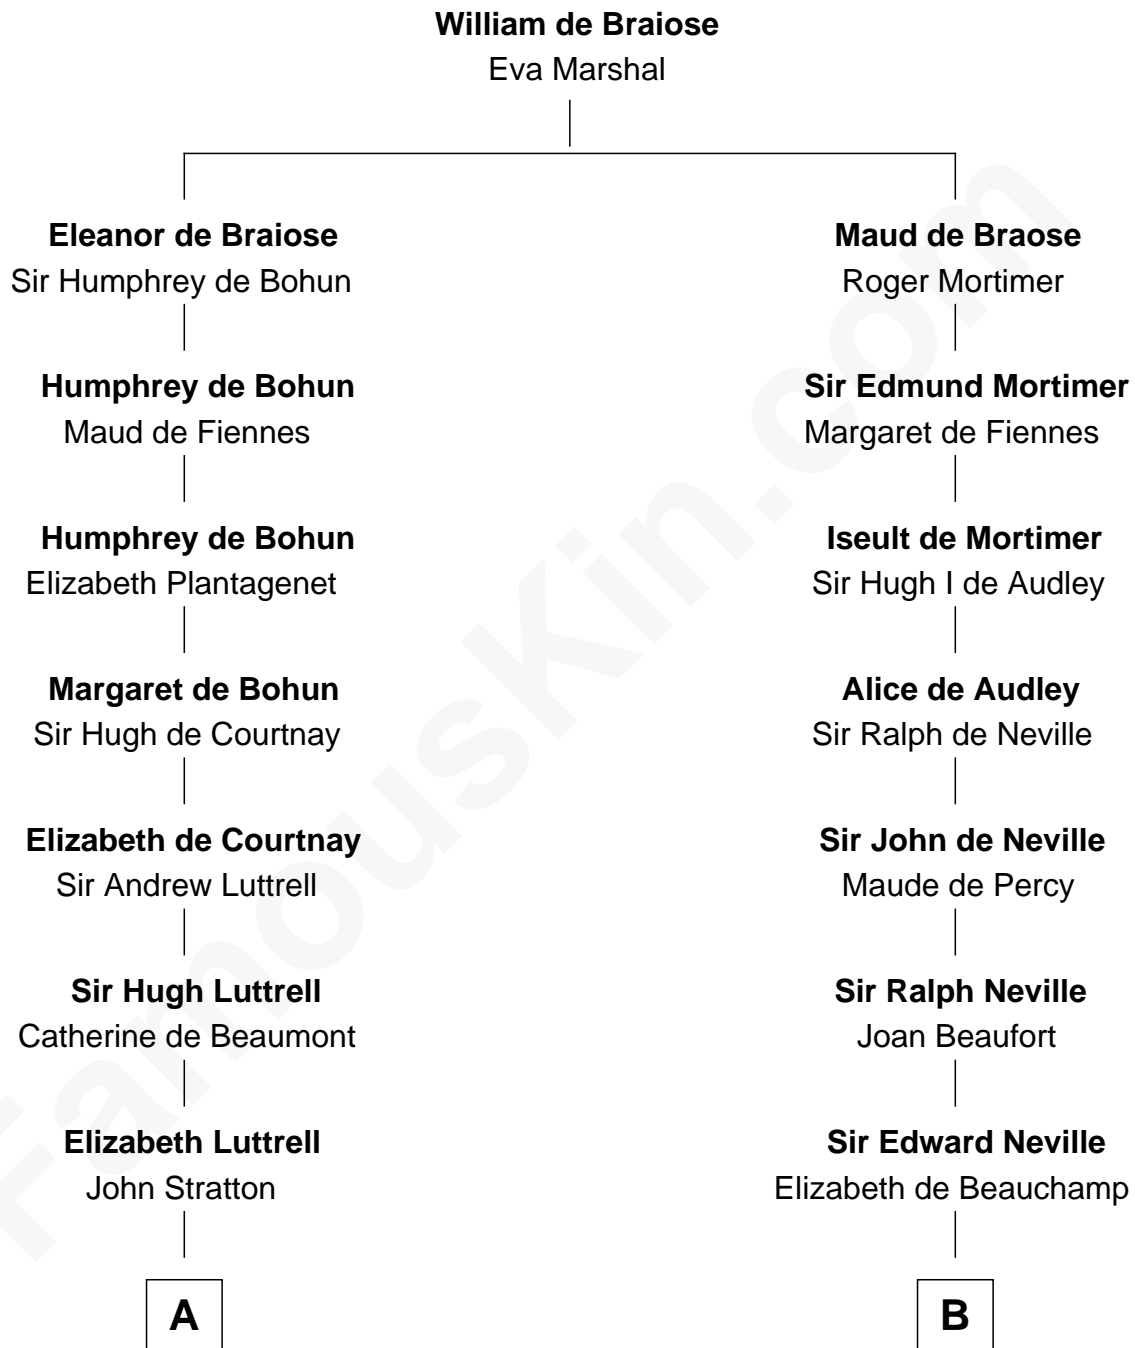 William de Braiose
Eva Marshal
Eleanor de Braiose
Sir Humphrey de Bohun
Maud de Braose
Roger Mortimer
Humphrey de Bohun
Maud de Fiennes
Sir Edmund Mortimer
Margaret de Fiennes
Humphrey de Bohun
Elizabeth Plantagenet
Iseult de Mortimer
Sir Hugh I de Audley
Margaret de Bohun
Sir Hugh de Courtnay
Alice de Audley
Sir Ralph de Neville
Elizabeth de Courtnay
Sir Andrew Luttrell
Sir John de Neville
Maude de Percy
Sir Hugh Luttrell
Catherine de Beaumont
Sir Ralph Neville
Joan Beaufort
Elizabeth Luttrell
John Stratton
Sir Edward Neville
Elizabeth de Beauchamp
A
B
FamousKin.com